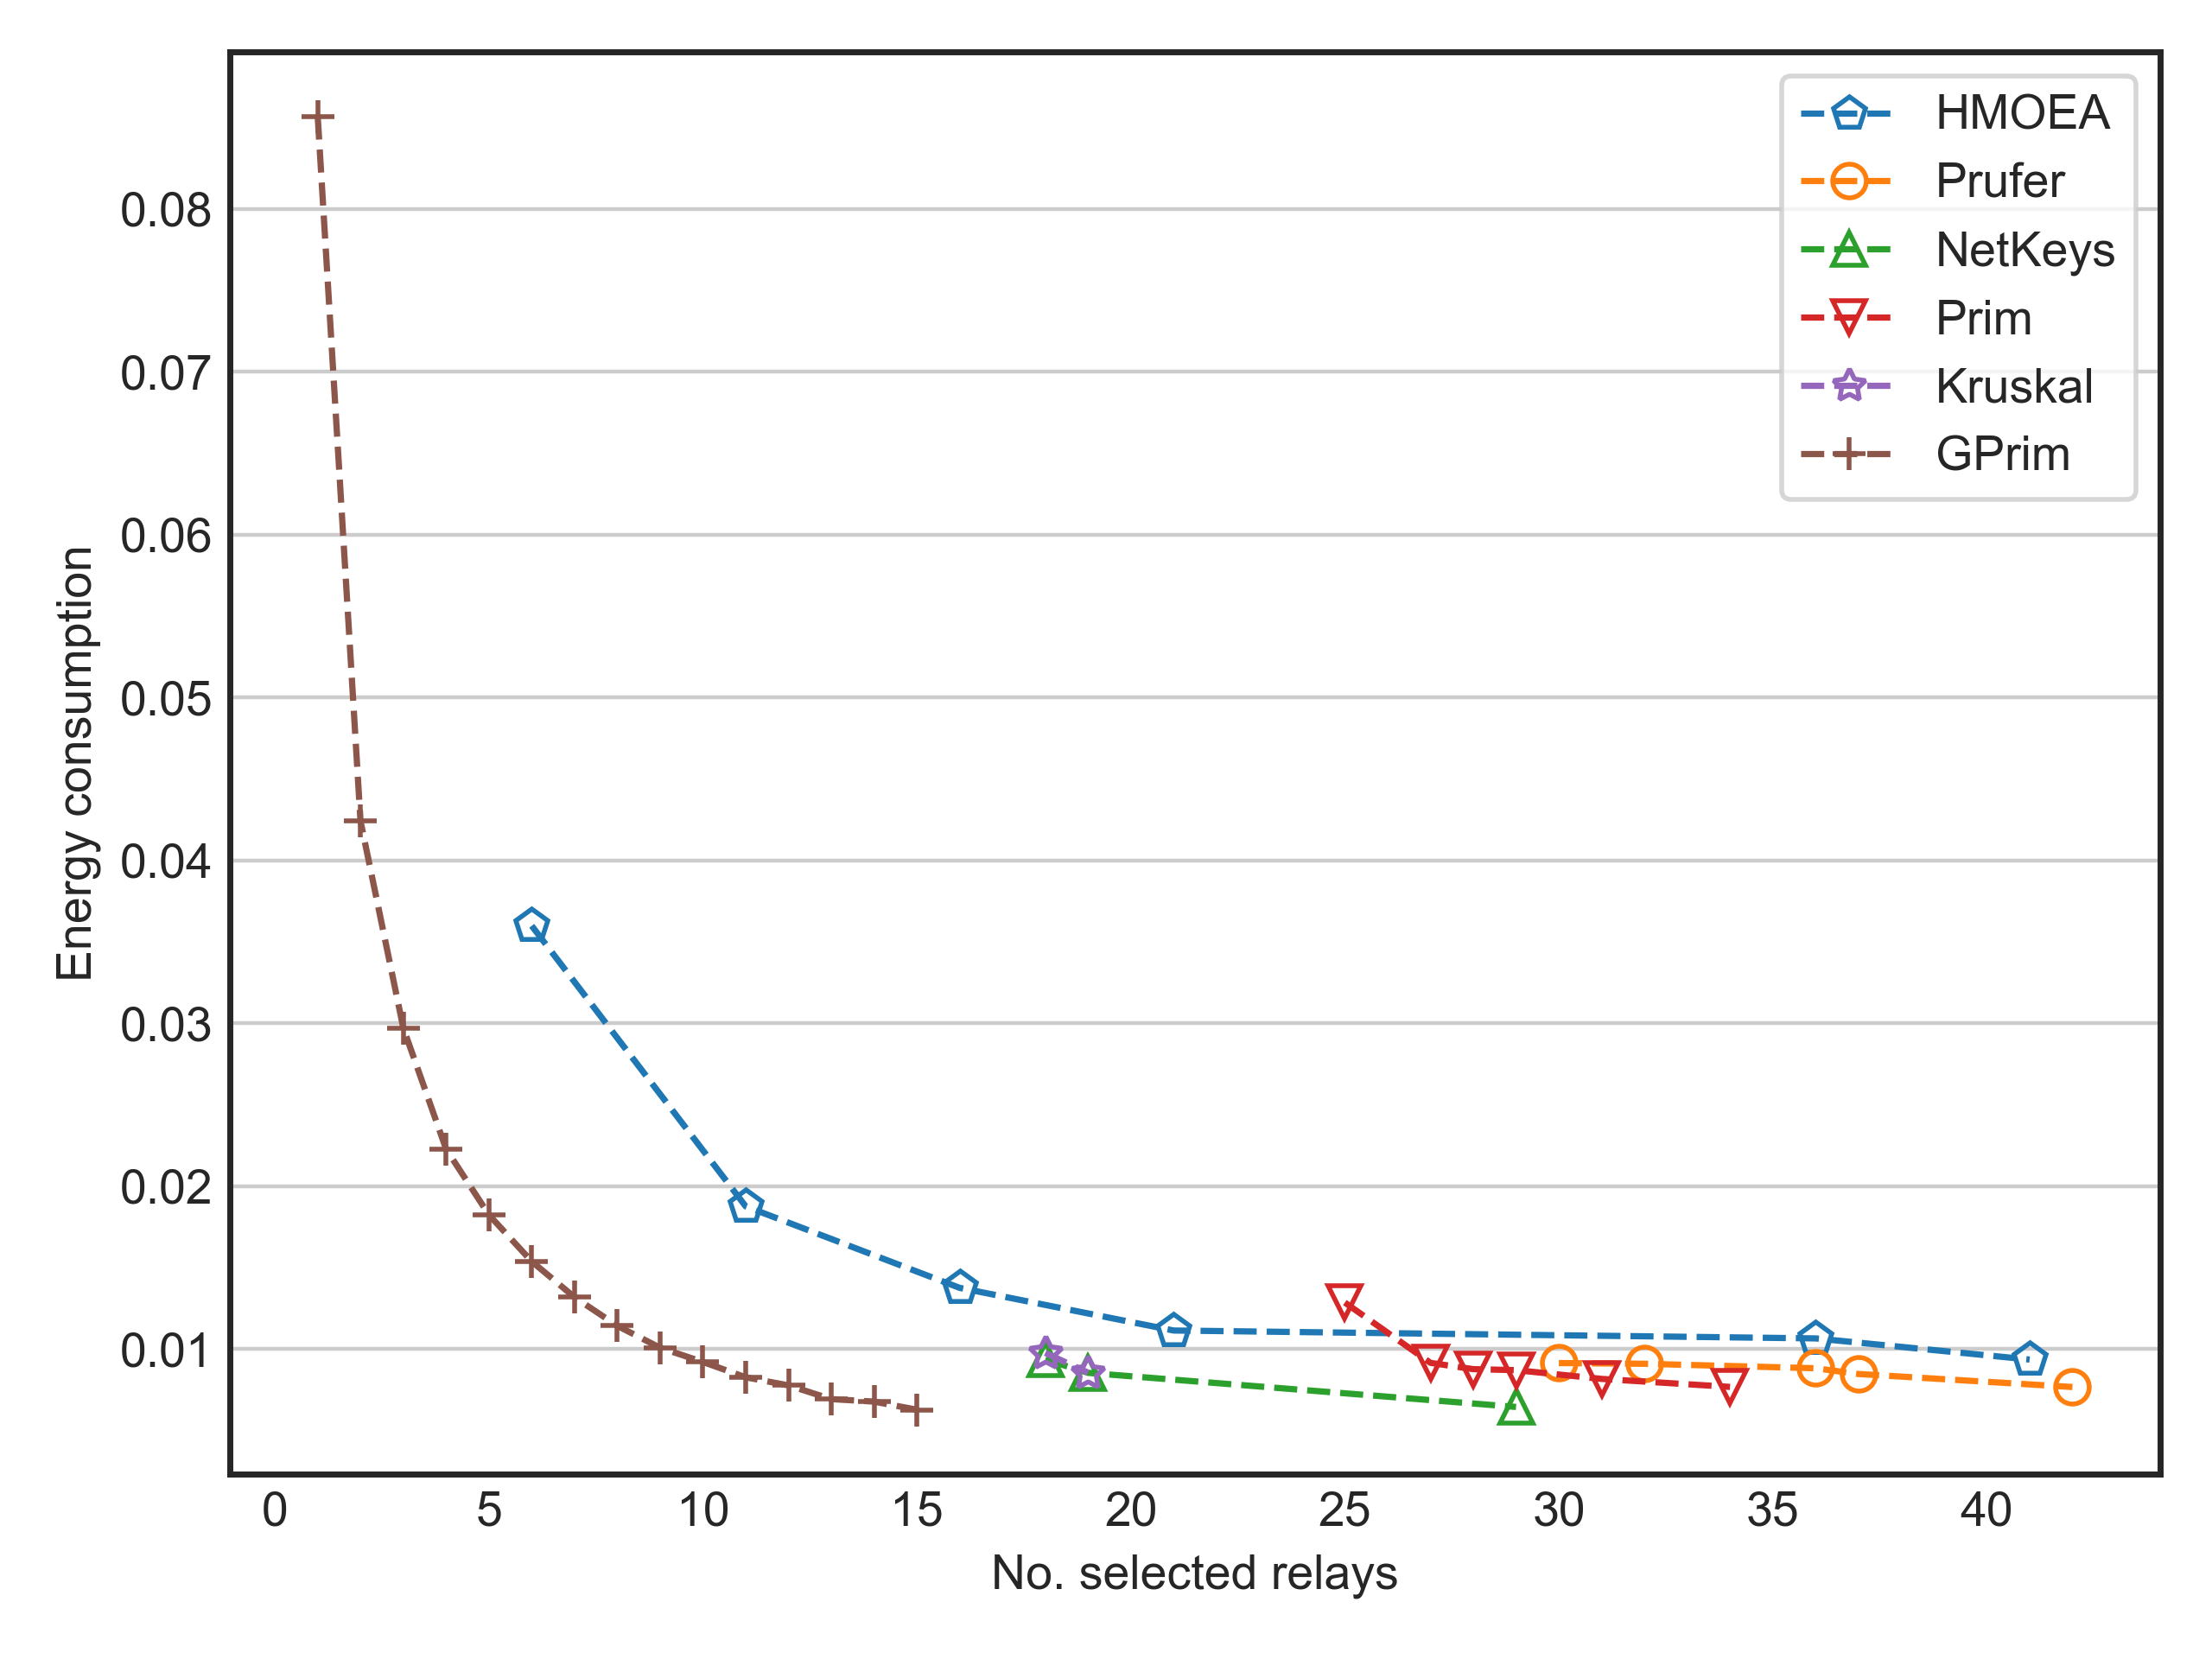 HMOEA
Prufer
NetKeys
Prim
Kruskal
GPrim
0.08
0.07
0.06
0.05
0.04
0.03
0.02
0.01
Energy consumption
0 5 10 15 20 25 30 35 40
No. selected relays